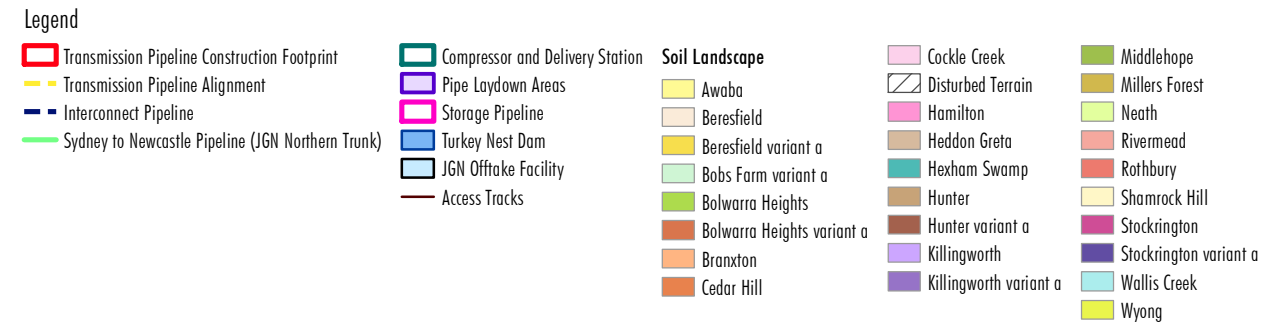 Legend
Transmission Pipeline Construction Footprint
Transmission Pipeline Alignment
Interconnect Pipeline
Sydney to Newcastle Pipeline (JGN Northern Trunk)
Compressor and Delivery Station
Pipe Laydown Areas
Storage Pipeline
Turkey Nest Dam
JGN Offtake Facility
Access Tracks
Soil Landscape
Awaba
Beresfield
Beresfield variant a
Bobs Farm variant a
Bolwarra Heights
Bolwarra Heights variant a
Branxton
Cedar Hill
Cockle Creek
Disturbed Terrain
Hamilton
Heddon Greta
Hexham Swamp
Hunter
Hunter variant a
Killingworth
Killingworth variant a
Middlehope
Millers Forest
Neath
Rivermead
Rothbury
Shamrock Hill
Stockrington
Stockrington variant a
Wallis Creek
Wyong